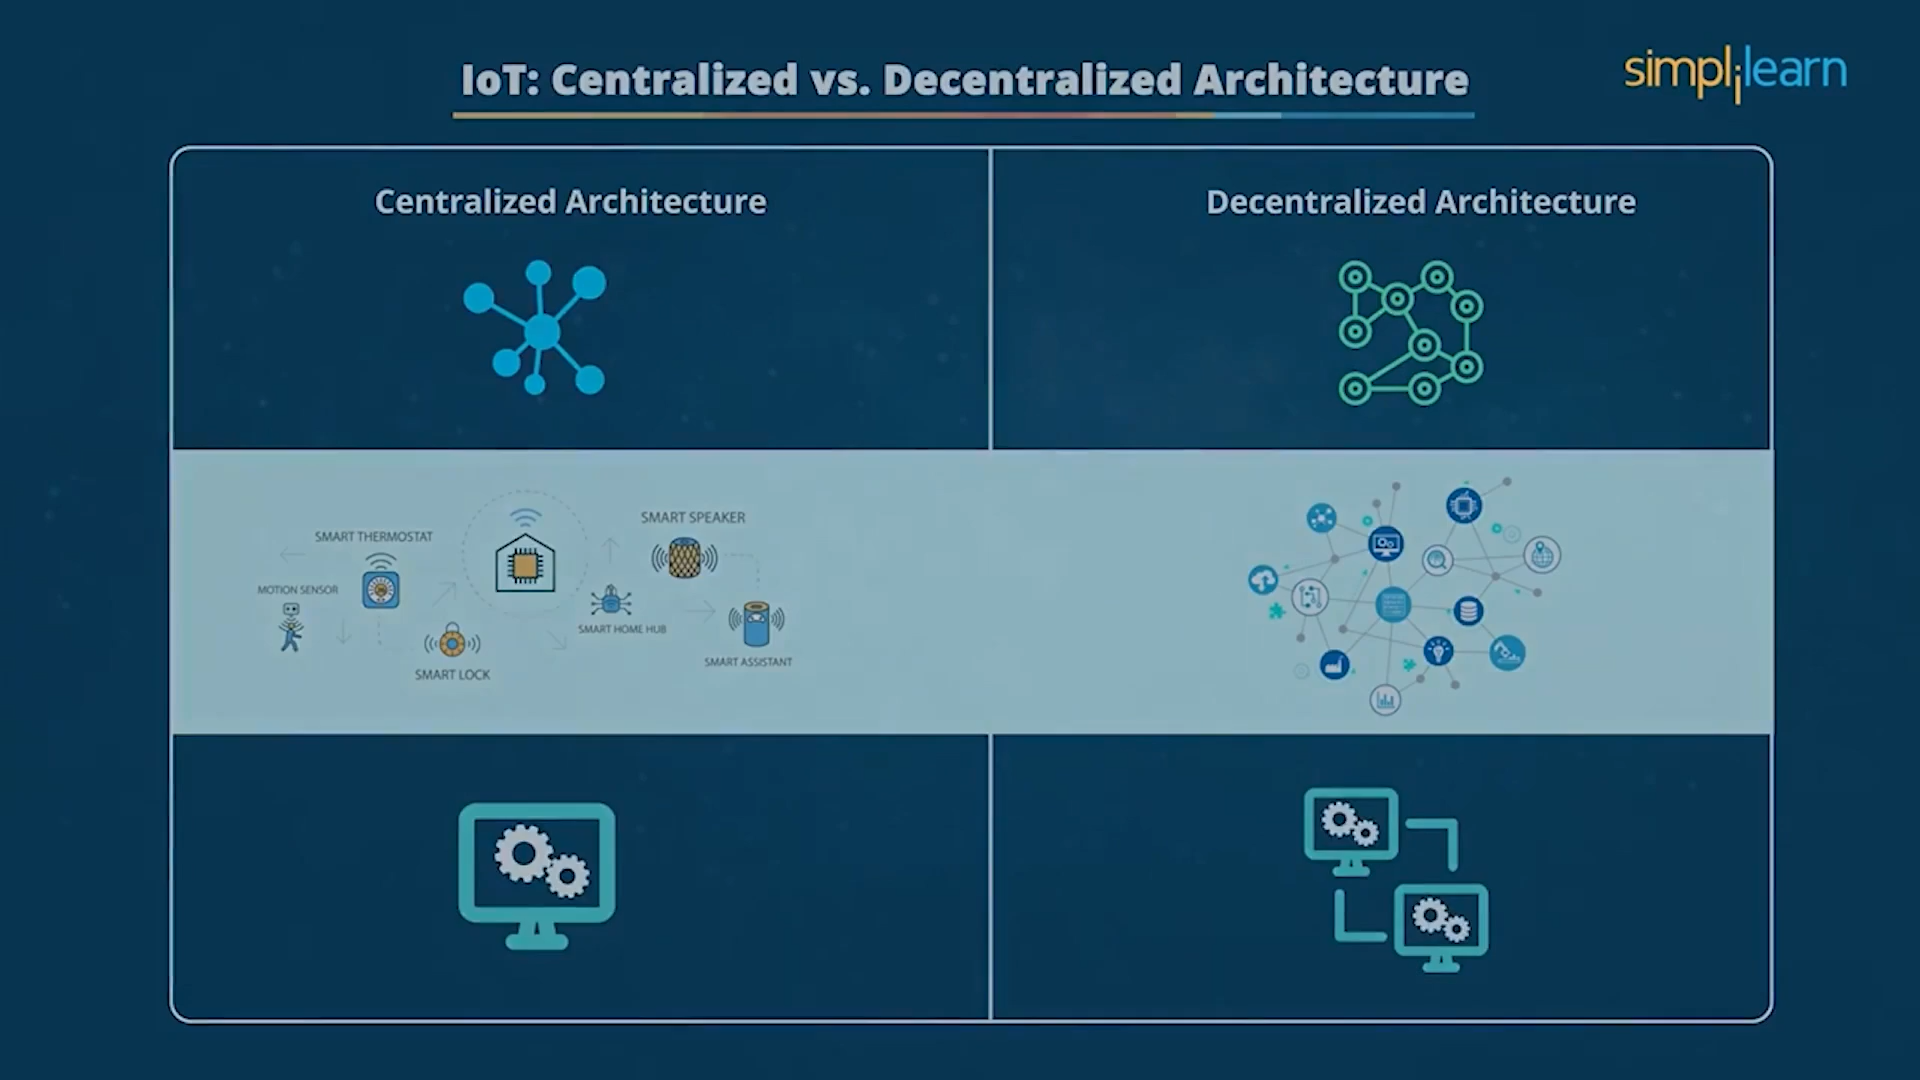 IoT: Centralized vs. Decentralized Architecture
simplilearn
Centralized Architecture
Decentralized Architecture
SMART THERMOSTAT
SMART SPEAKER
MOTION SENSOR
SMART HOME HUB
SMART LOCK
SMART ASSISTANT